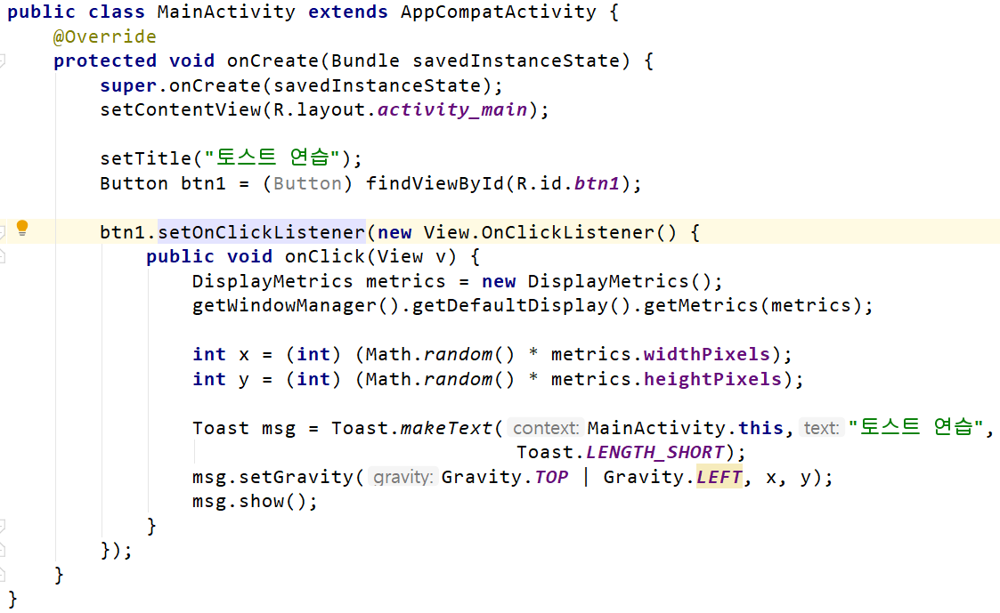 public class MainActivity extends AppCompatActivity {
    @Override
    protected void onCreate(Bundle savedInstanceState) {
        super.onCreate(savedInstanceState);
        setContentView(R.layout.activity_main);

        setTitle("토스트 연습");
        Button btn1 = (Button) findViewById(R.id.btn1);

        btn1.setOnClickListener(new View.OnClickListener() {
            public void onClick(View v) {
                DisplayMetrics metrics = new DisplayMetrics();
                getWindowManager().getDefaultDisplay().getMetrics(metrics);

                int x = (int) (Math.random() * metrics.widthPixels);
                int y = (int) (Math.random() * metrics.heightPixels);

                Toast msg = Toast.makeText( context: MainActivity.this, text: "토스트 연습",
                                            Toast.LENGTH_SHORT);
                msg.setGravity( gravity: Gravity.TOP | Gravity.LEFT, x, y);
                msg.show();
            }
        });
    }
}